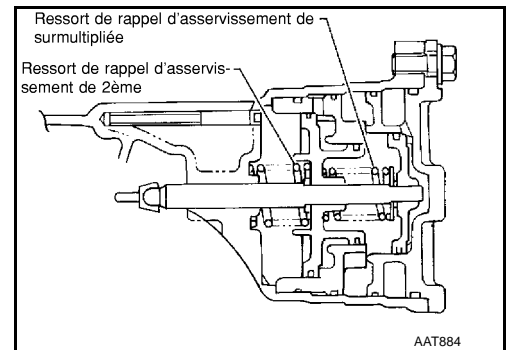 Ressort de rappel d'asservissement de
surmultipliée
Ressort de rappel d'asservis-
sement de 2ème
AAT884